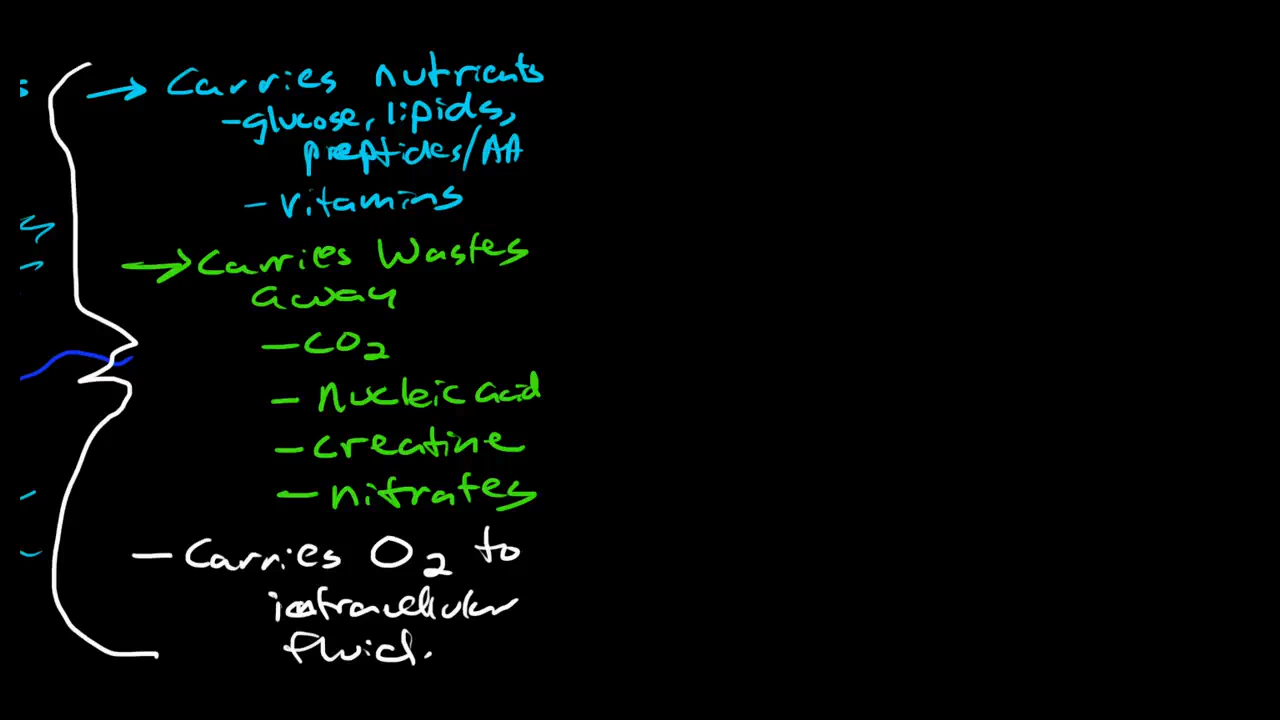 s
→ Carries nutrients
- glucose, lipids,
peptides/AA
- vitamins
→ Carries Wastes
away
- CO2
- nucleic acid
- creatine
- nitrates
- Carries O2 to
intracellular
fluid.